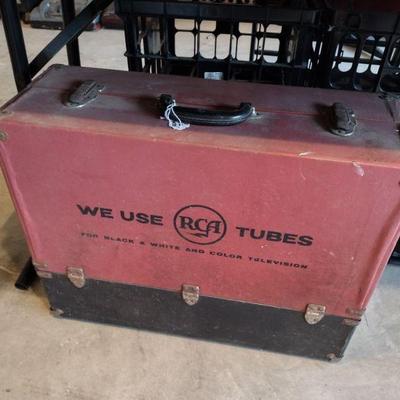 WE USE RCA TUBES
FOR BLACK & WHITE AND COLOR TELEVISION